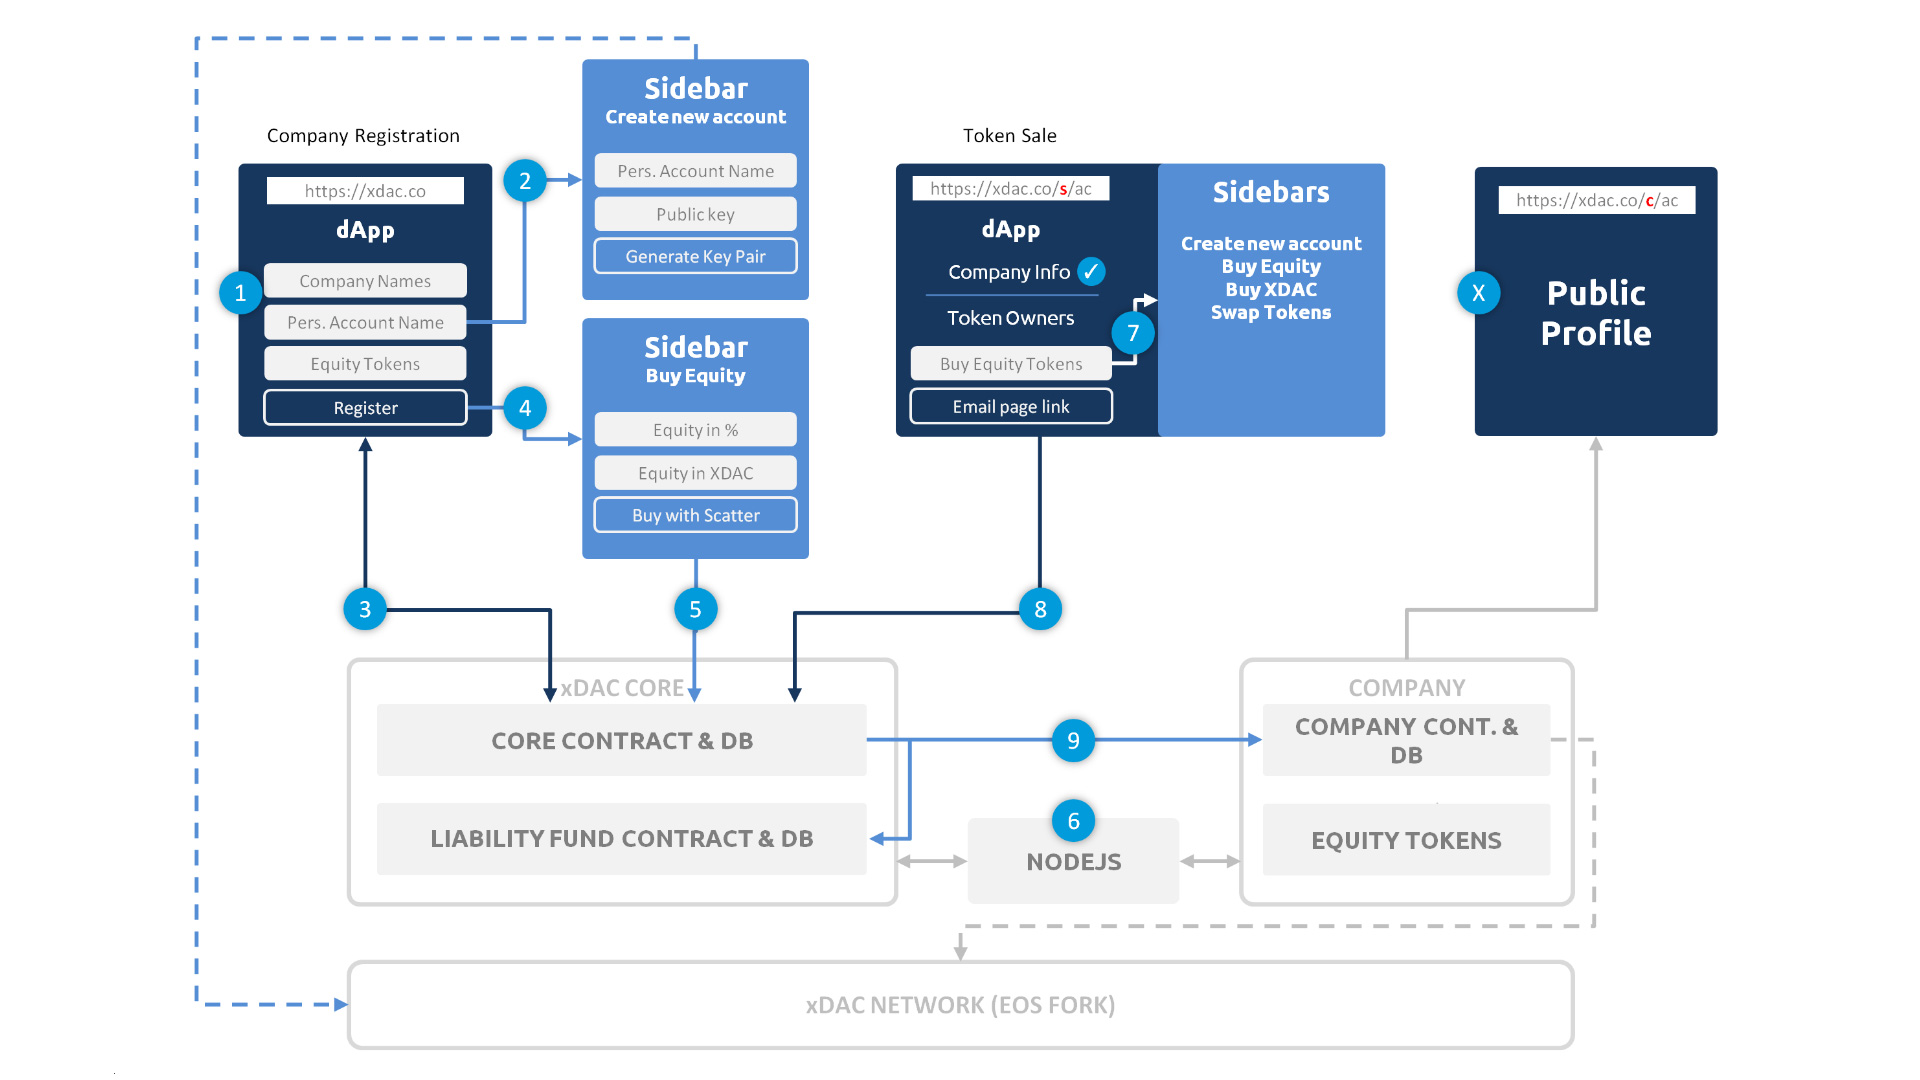 Company Registration
https://xdac.co
dApp
1
Company Names
Pers. Account Name
Equity Tokens
Register
2
Sidebar
Create new account
Pers. Account Name
Public key
Generate Key Pair
4
Sidebar
Buy Equity
Equity in %
Equity in XDAC
Buy with Scatter
Token Sale
https://xdac.co/s/ac
dApp
Company Info ✓
Token Owners
Buy Equity Tokens
Email page link
7
Sidebars
Create new account
Buy Equity
Buy XDAC
Swap Tokens
https://xdac.co/c/ac
X
Public
Profile
3
5
8
xDAC CORE
CORE CONTRACT & DB
LIABILITY FUND CONTRACT & DB
9
6
NODEJS
COMPANY
COMPANY CONT. &
DB
EQUITY TOKENS
xDAC NETWORK (EOS FORK)